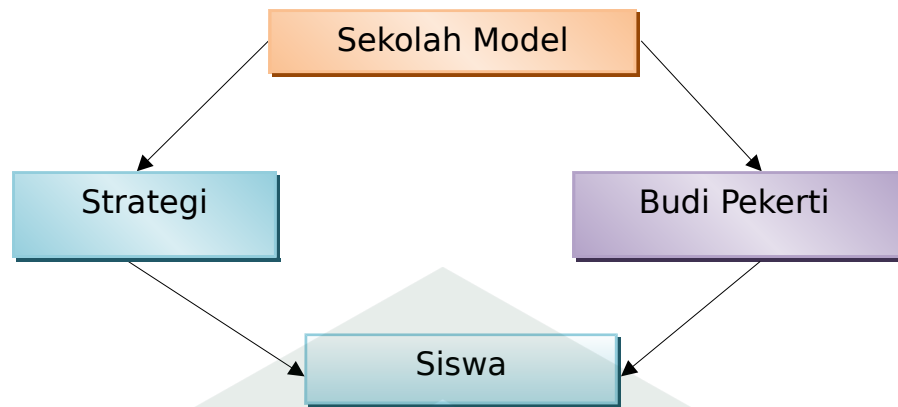 Sekolah Model
Strategi
Budi Pekerti
Siswa